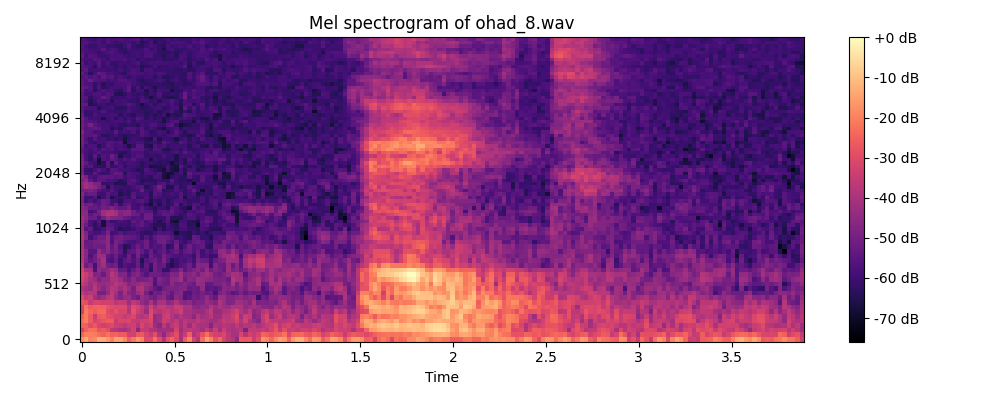 Mel spectrogram of ohad_8.wav
Hz
8192
4096
2048
1024
512
0
0 0.5 1 1.5 2 2.5 3 3.5
Time
+0 dB
-10 dB
-20 dB
-30 dB
-40 dB
-50 dB
-60 dB
-70 dB